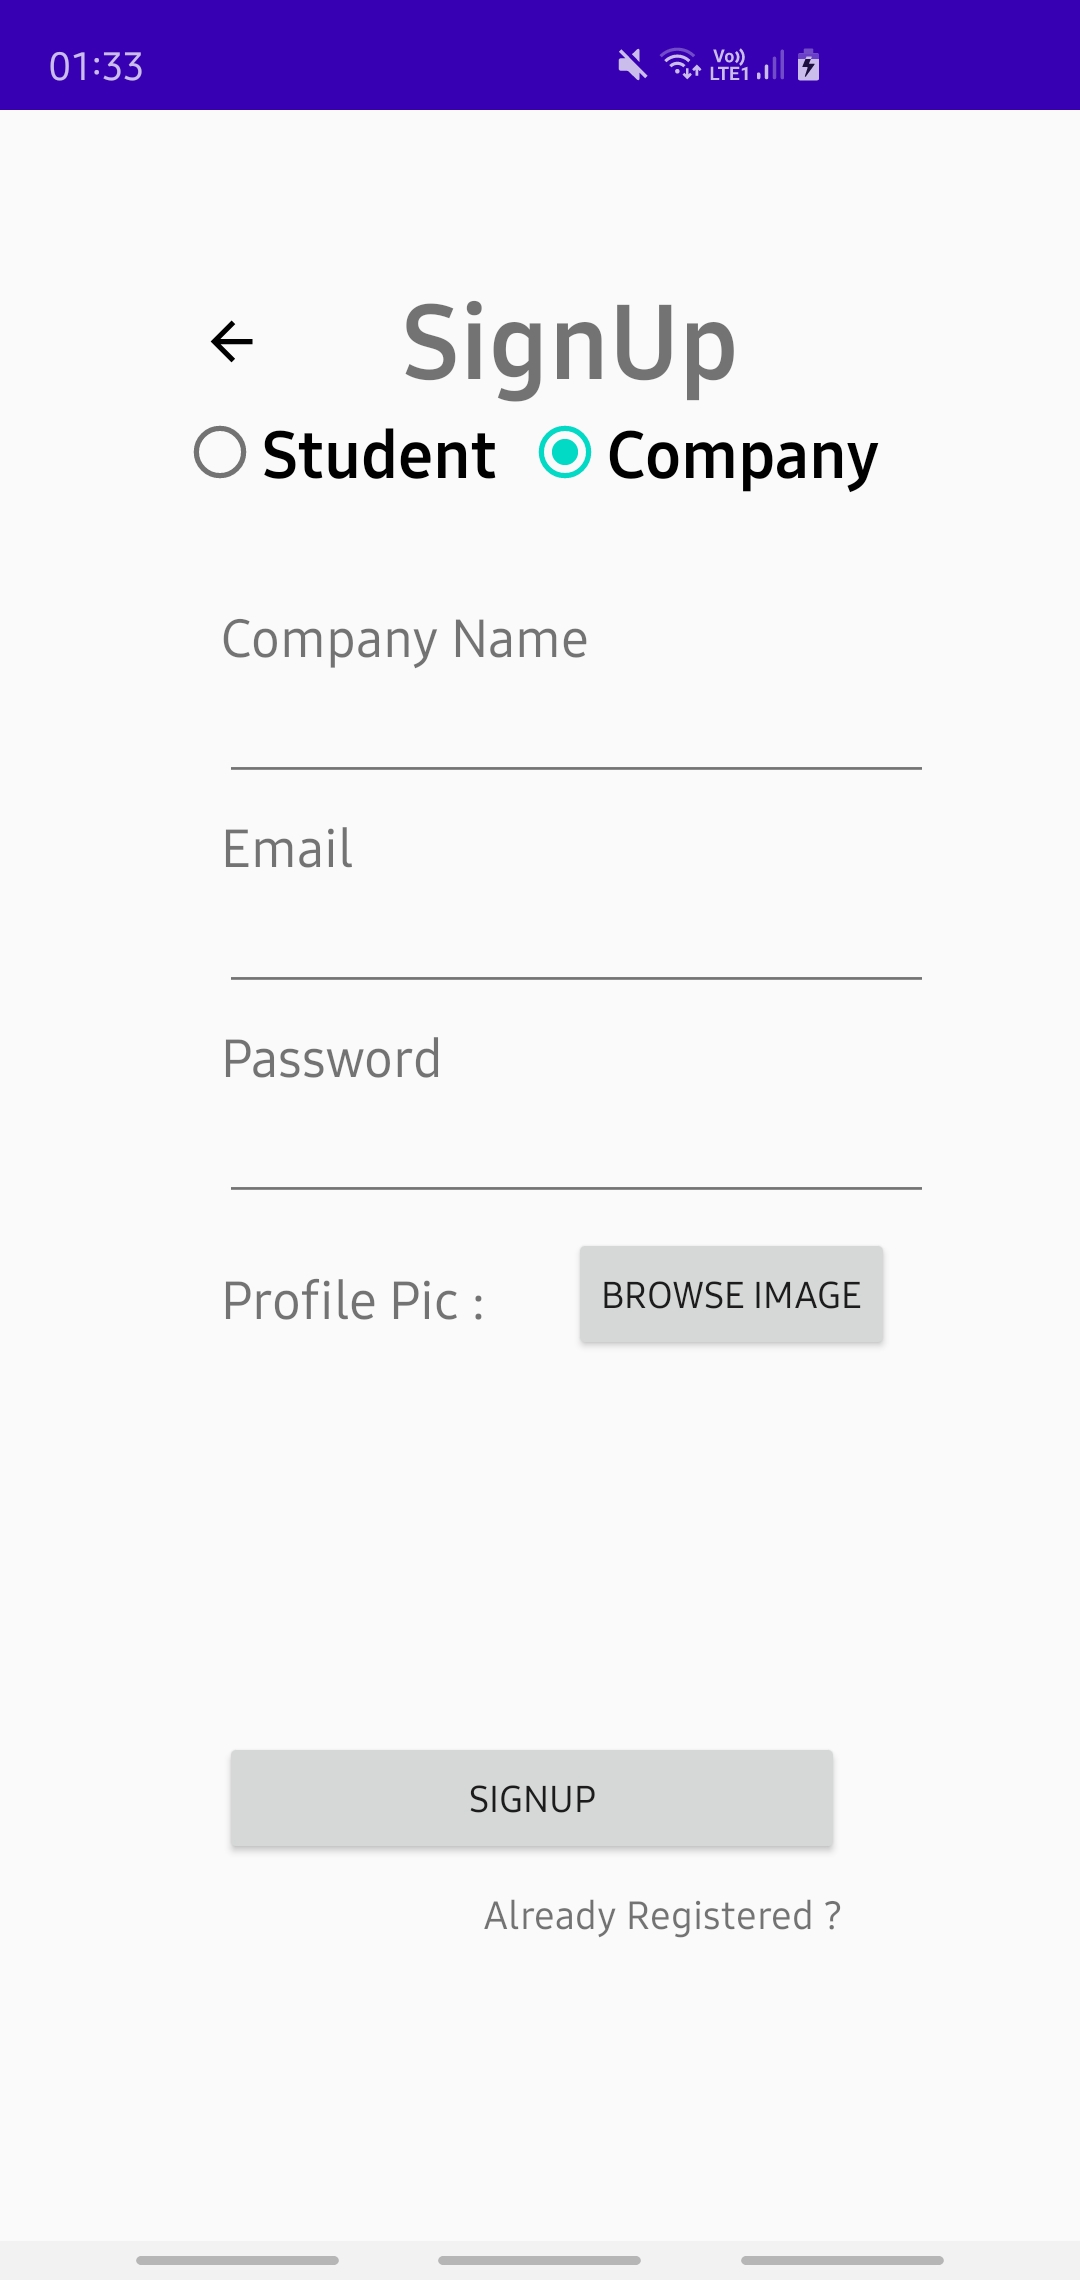 01:33 Vo)) LTE1
SignUp
Student Company
Company Name
Email
Password
Profile Pic : BROWSE IMAGE
SIGNUP
Already Registered ?